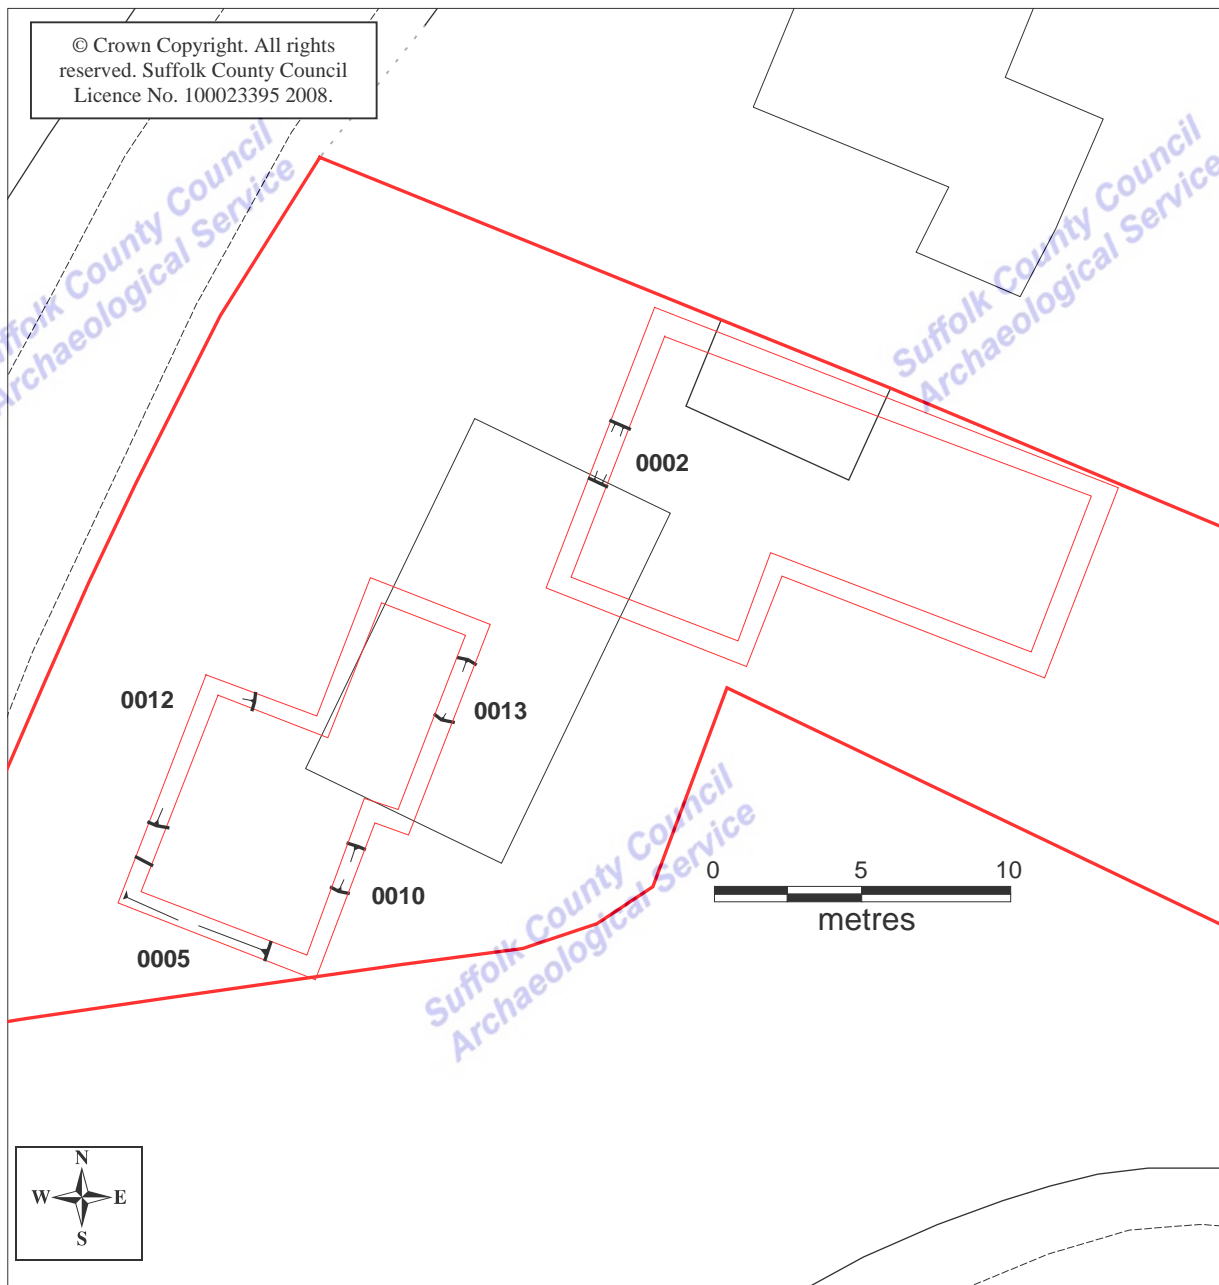 © Crown Copyright. All rights
reserved. Suffolk County Council
Licence No. 100023395 2008.
Suffolk County Council
Archaeological Service
Suffolk County Council
Archaeological Service
0002
0012
0013
0010
0005
0 5 10
metres
Suffolk County Council
Archaeological Service
N
W E
S